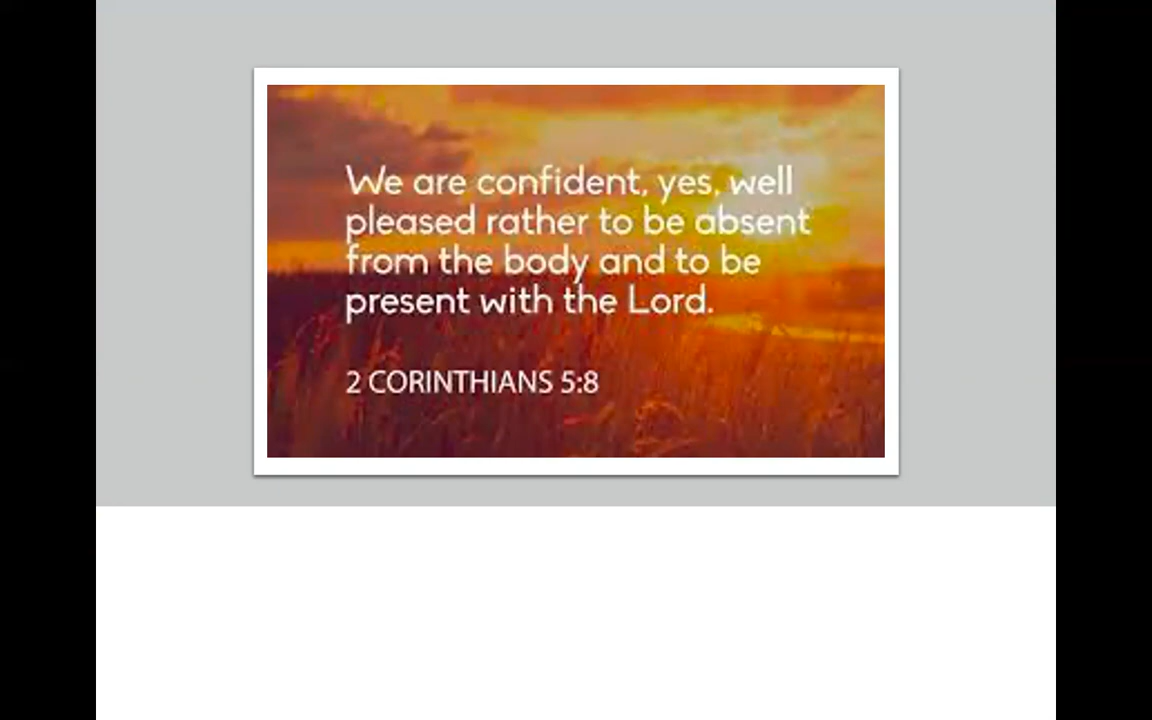 We are confident, yes, well
pleased rather to be absent
from the body and to be
present with the Lord.
2 CORINTHIANS 5:8